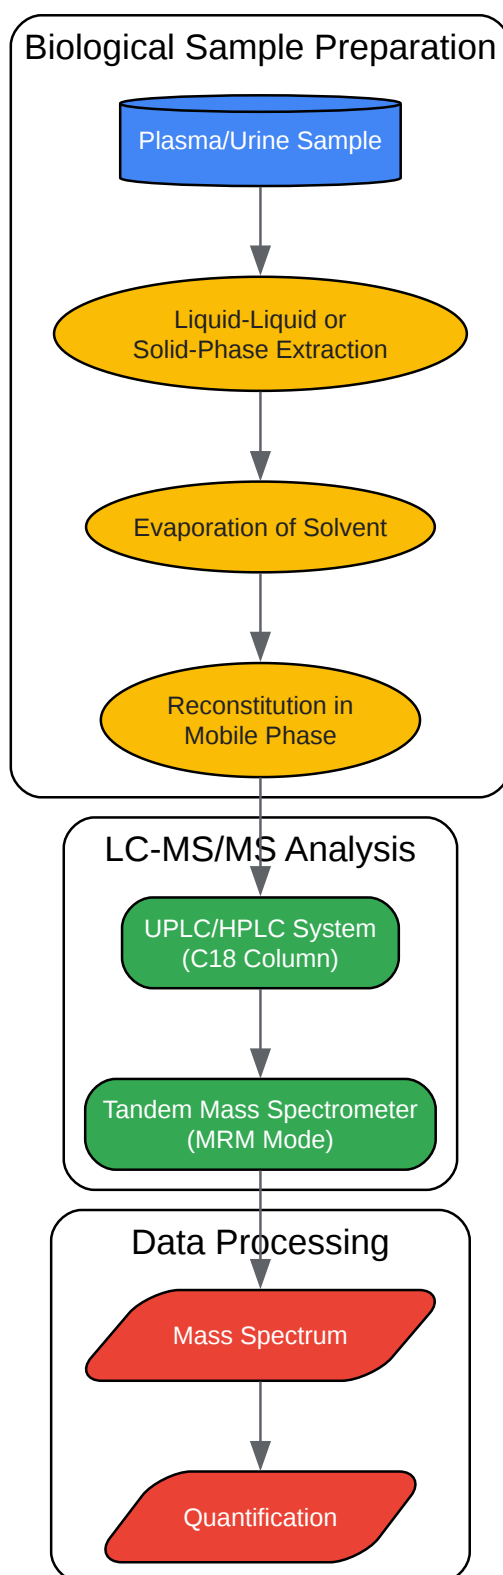 Biological Sample Preparation
Plasma/Urine Sample
Liquid-Liquid or
Solid-Phase Extraction
Evaporation of Solvent
Reconstitution in
Mobile Phase
LC-MS/MS Analysis
UPLC/HPLC System
(C18 Column)
Tandem Mass Spectrometer
(MRM Mode)
Data Processing
Mass Spectrum
Quantification